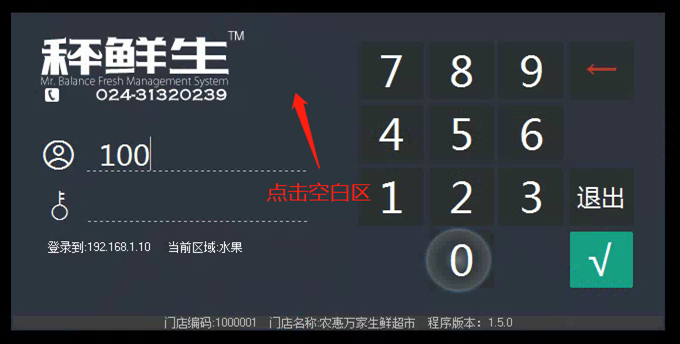 秤鲜生™
Mr. Balance Fresh Management System
024-31320239
100
点击空白区
登录到:192.168.1.10 当前区域:水果
7 8 9 ←
4 5 6
1 2 3 退出
0 √
门店编码:1000001 门店名称:农惠万家生鲜超市 程序版本: 1.5.0